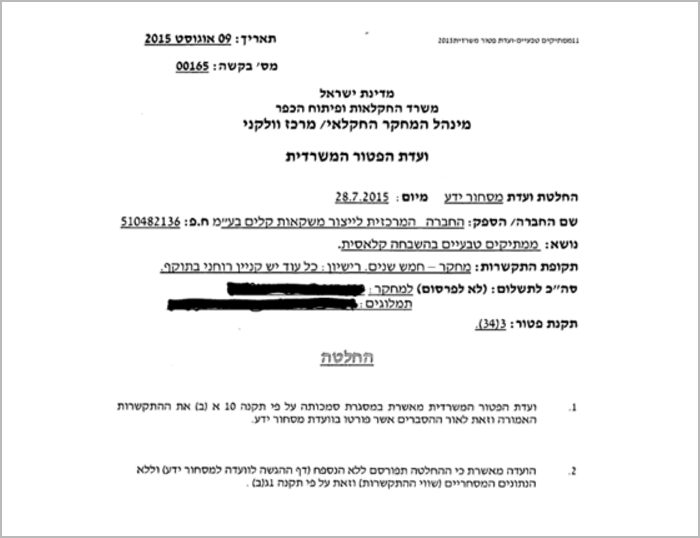 11ממתיקים טבעיים-ועדת פטור משרדית2015
תאריך: 09 אוגוסט 2015
מס' בקשה: 00165
מדינת ישראל
משרד החקלאות ופיתוח הכפר
מינהל המחקר החקלאי/ מרכז וולקני
ועדת הפטור המשרדית
החלטת ועדת מסחור ידע מיום: 28.7.2015
שם החברה/ הספק: החברה המרכזית לייצור משקאות קלים בע"מ ח.פ: 510482136
נושא: ממתיקים טבעיים בהשבחה קלאסית.
תקופת התקשרות: מחקר – חמש שנים. רישיון: כל עוד יש קניין רוחני בתוקף.
סה"כ לתשלום: (לא לפרסום) למחקר:
תמלוגים:
תקנת פטור: 3(34).
החלטה
1. ועדת הפטור המשרדית מאשרת במסגרת סמכותה על פי תקנה 10 א (ב) את ההתקשרות
האמורה וזאת לאור ההסברים אשר פורטו בוועדת מסחור ידע.
2. הועדה מאשרת כי ההחלטה תפורסם ללא הנספח (דף ההגשה לוועדה למסחור ידע) וללא
הנתונים המסחריים (שווי ההתקשרות) וזאת על פי תקנה 1ג(ב) .